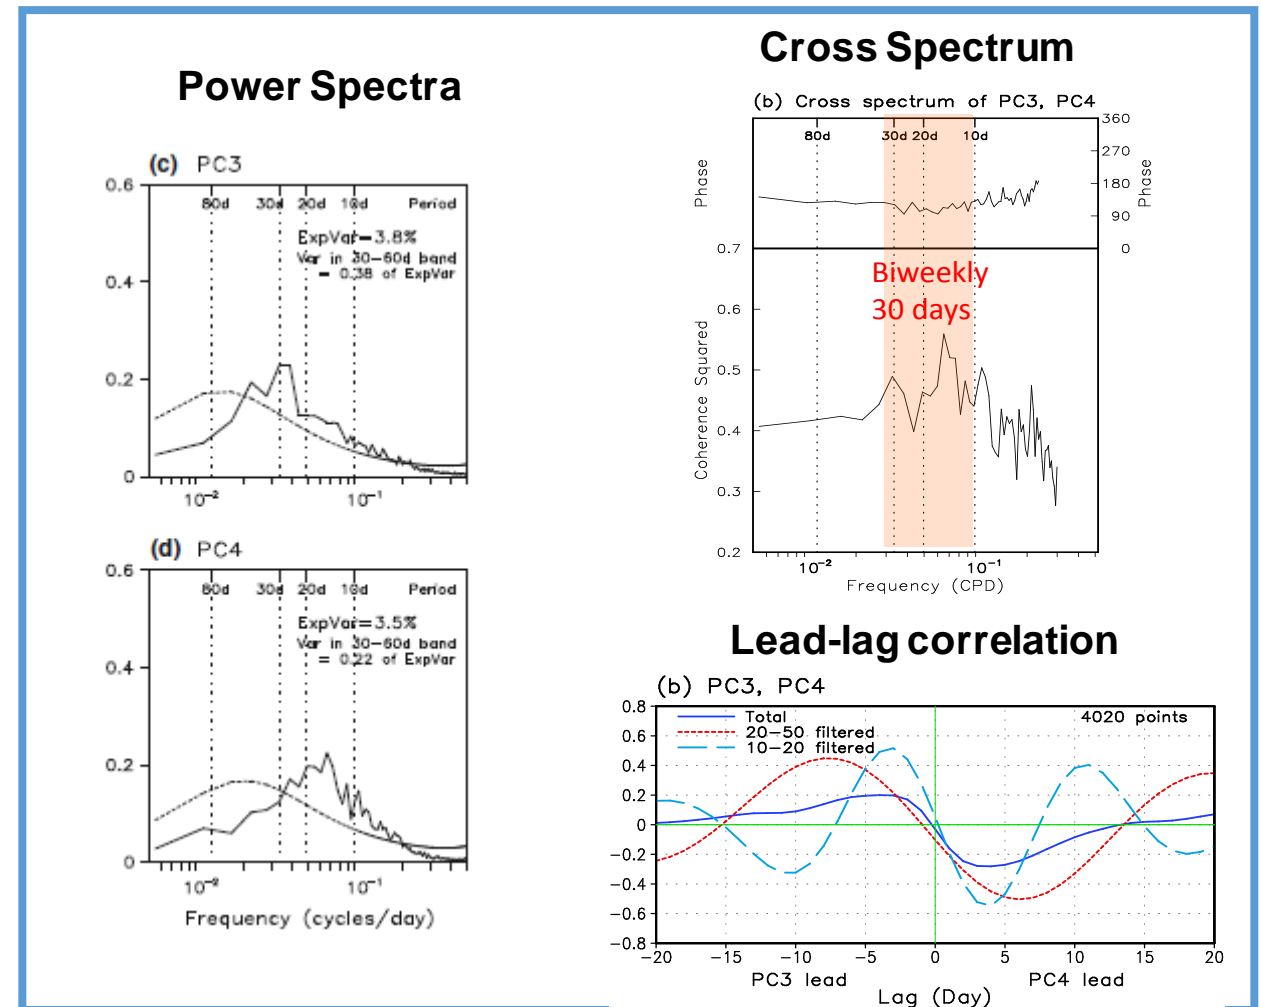 Power Spectra
(c) PC3
0.6
0.4
0.2
0
80d 30d 20d 10d Period
ExpVar=3.8%
Var in 30-60d band
= 0.38 of ExpVar
10⁻² 10⁻¹
(d) PC4
0.6
0.4
0.2
0
80d 30d 20d 10d Period
ExpVar=3.5%
Var in 30-60d band
= 0.22 of ExpVar
10⁻² 10⁻¹
Frequency (cycles/day)
Cross Spectrum
(b) Cross spectrum of PC3, PC4
80d 30d 20d 10d
Phase
360
270
180
90
0
Phase
Biweekly
30 days
0.7
0.6
0.5
0.4
0.3
0.2
Coherence Squared
10⁻² 10⁻¹
Frequency (CPD)
Lead-lag correlation
(b) PC3, PC4
0.8
0.6
0.4
0.2
0
-0.2
-0.4
-0.6
-0.8
Total
20-50 filtered
10-20 filtered
4020 points
-20 -15 -10 -5 0 5 10 15 20
PC3 lead PC4 lead
Lag (Day)